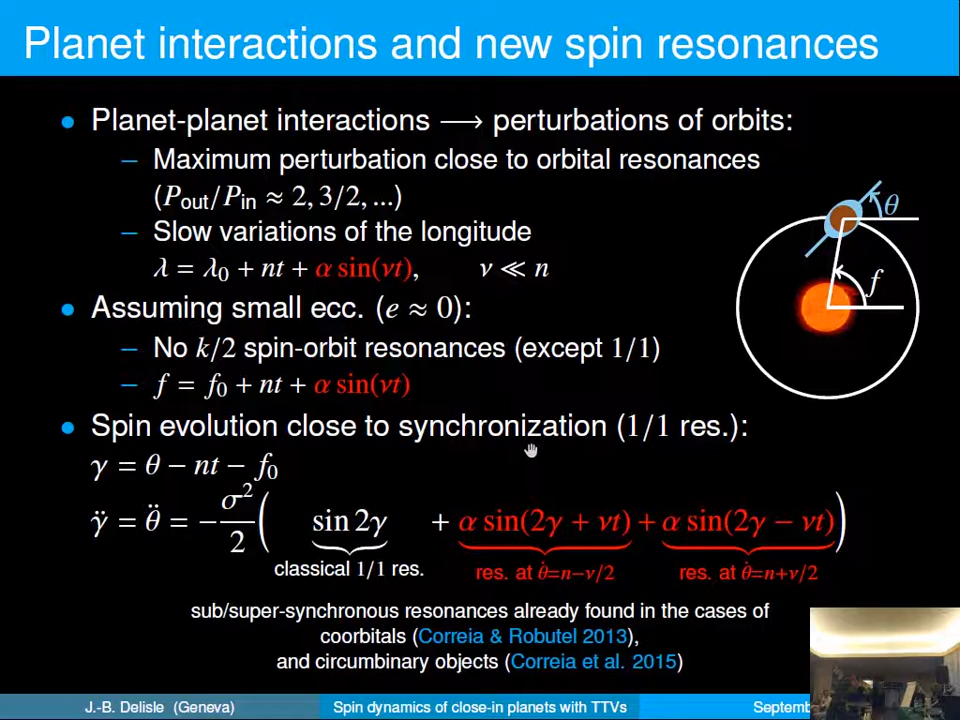 Planet interactions and new spin resonances
• Planet-planet interactions ⟶ perturbations of orbits:
– Maximum perturbation close to orbital resonances
(P_out/P_in ≈ 2, 3/2, ...)
– Slow variations of the longitude
λ = λ₀ + nt + α sin(νt), ν ≪ n
• Assuming small ecc. (e ≈ 0):
– No k/2 spin-orbit resonances (except 1/1)
– f = f₀ + nt + α sin(νt)
• Spin evolution close to synchronization (1/1 res.):
γ = θ − nt − f₀
γ̈ = θ̈ = −σ²/2 ( sin 2γ + α sin(2γ + νt) + α sin(2γ − νt) )
classical 1/1 res. res. at θ̇=n−ν/2 res. at θ̇=n+ν/2
sub/super-synchronous resonances already found in the cases of
coorbitals (Correia & Robutel 2013),
and circumbinary objects (Correia et al. 2015)
θ
f
J.-B. Delisle (Geneva) Spin dynamics of close-in planets with TTVs